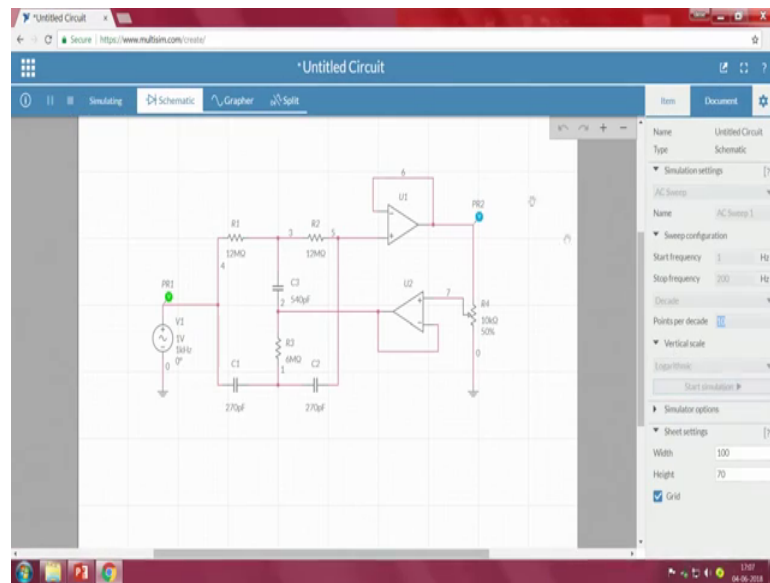 *Untitled Circuit
Secure | https://www.multisim.com/create/
*Untitled Circuit
?
Simulating
Schematic
Grapher
Split
Item
Document
Name Untitled Circuit
Type Schematic
Simulation settings [?
AC Sweep
Name AC Sweep 1
Sweep configuration
Start frequency 1 Hz
Stop frequency 200 Hz
Decade
Points per decade 10
Vertical scale
Logarithmic
Start simulation
Simulator options
Sheet settings [?
Width 100
Height 70
Grid
6
U1
PR2
R1
3
R2
5
12MΩ
12MΩ
4
C3
540pF
U2
7
PR1
2
R4
10kΩ
50%
V1
1V
1kHz
0°
R3
6MΩ
0
0
C1
1
C2
270pF
270pF
17:07
04-06-2018